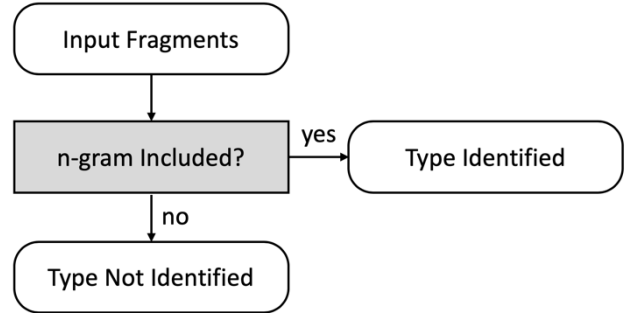 Input Fragments
n-gram Included?
yes
Type Identified
no
Type Not Identified